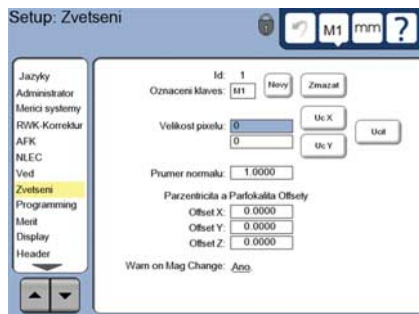 Setup: Zvetseni
M1 mm ?
Jazyky
Administrator
Merici systemy
RWK-Korrektur
AFK
NLEC
Ved
Zvetseni
Programming
Merit
Display
Header
Id: 1
Oznaceni klaves: M1 Novy Zmazat
Velikost pixelu: 0 Uc X
0 Uc Y
Ucit
Prumer normalu: 1.0000
Parzentricita a Parfokalita Offsety
Offset X: 0.0000
Offset Y: 0.0000
Offset Z: 0.0000
Warn on Mag Change: Ano.